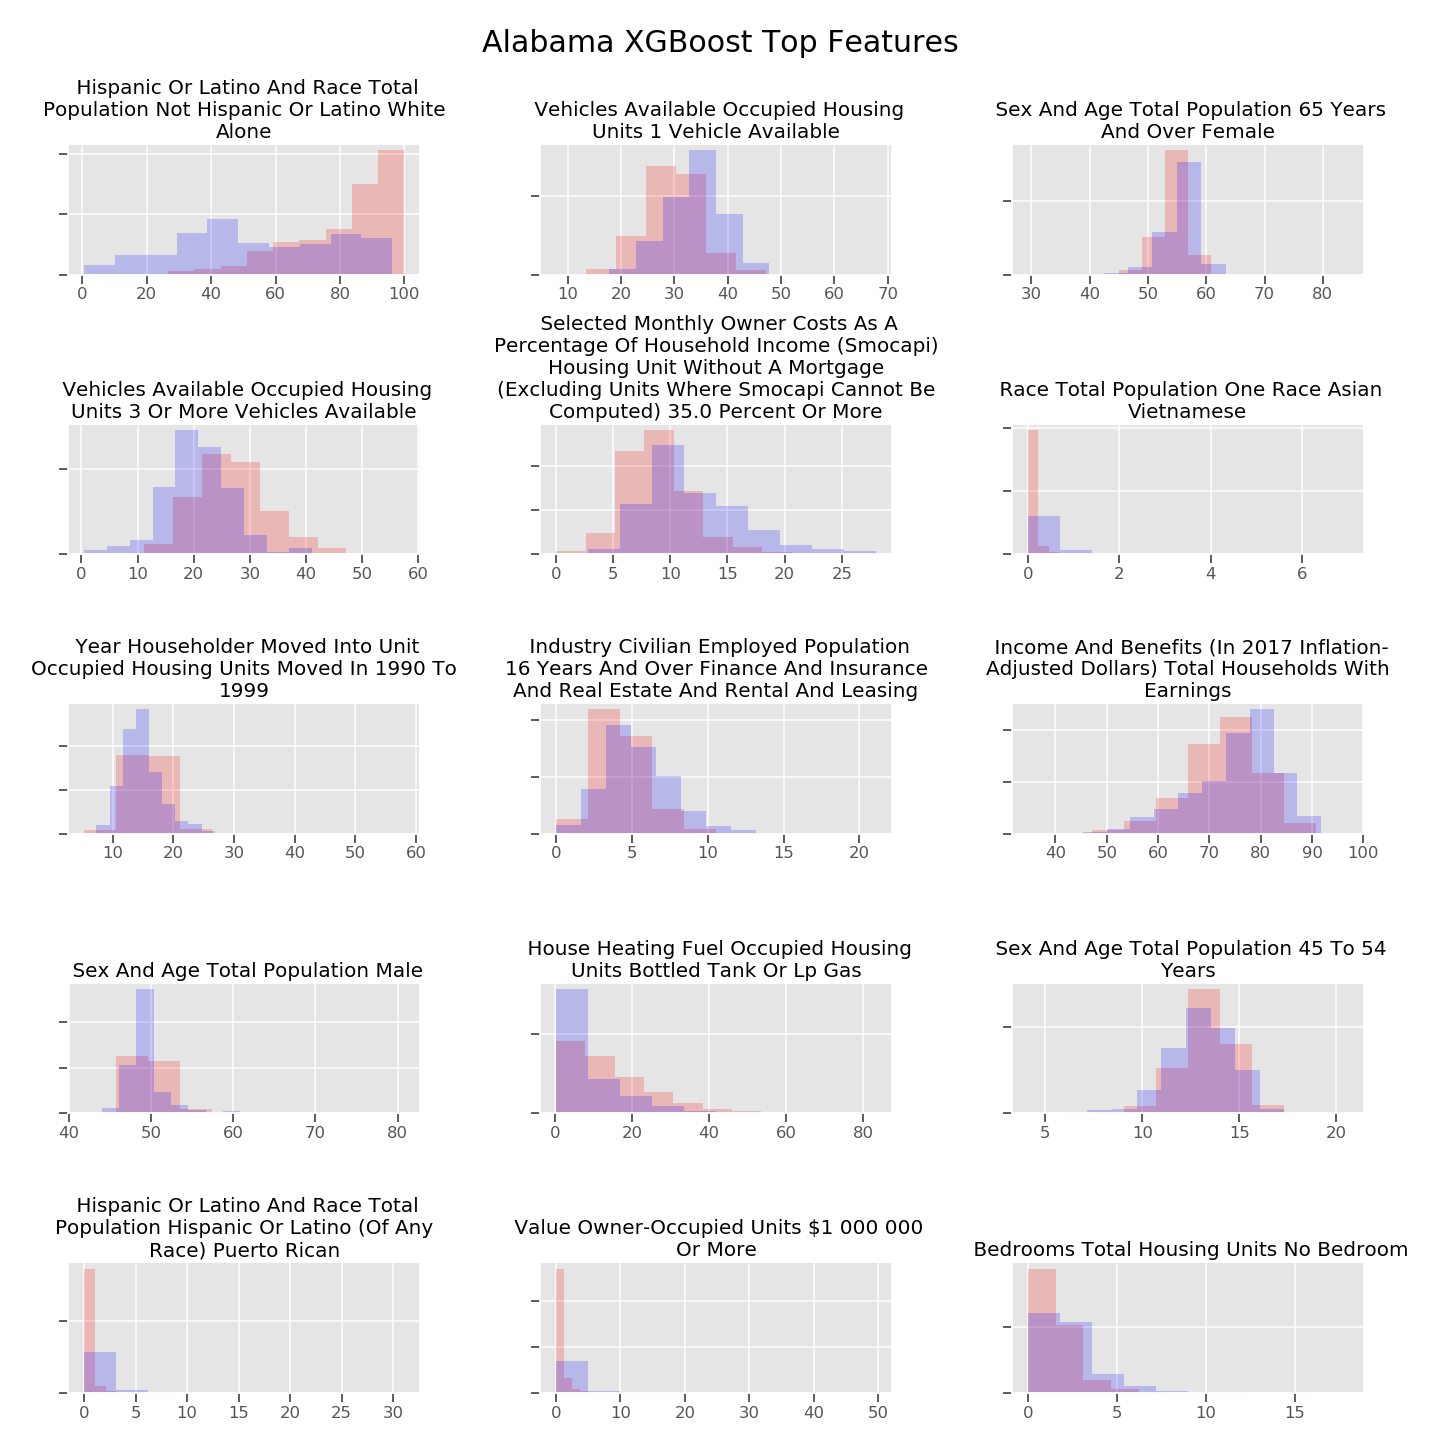 Alabama XGBoost Top Features
Hispanic Or Latino And Race Total
Population Not Hispanic Or Latino White
Alone
0 20 40 60 80 100
Vehicles Available Occupied Housing
Units 1 Vehicle Available
10 20 30 40 50 60 70
Sex And Age Total Population 65 Years
And Over Female
30 40 50 60 70 80
Vehicles Available Occupied Housing
Units 3 Or More Vehicles Available
0 10 20 30 40 50 60
Selected Monthly Owner Costs As A
Percentage Of Household Income (Smocapi)
Housing Unit Without A Mortgage
(Excluding Units Where Smocapi Cannot Be
Computed) 35.0 Percent Or More
0 5 10 15 20 25
Race Total Population One Race Asian
Vietnamese
0 2 4 6
Year Householder Moved Into Unit
Occupied Housing Units Moved In 1990 To
1999
10 20 30 40 50 60
Industry Civilian Employed Population
16 Years And Over Finance And Insurance
And Real Estate And Rental And Leasing
0 5 10 15 20
Income And Benefits (In 2017 Inflation-
Adjusted Dollars) Total Households With
Earnings
40 50 60 70 80 90 100
Sex And Age Total Population Male
40 50 60 70 80
House Heating Fuel Occupied Housing
Units Bottled Tank Or Lp Gas
0 20 40 60 80
Sex And Age Total Population 45 To 54
Years
5 10 15 20
Hispanic Or Latino And Race Total
Population Hispanic Or Latino (Of Any
Race) Puerto Rican
0 5 10 15 20 25 30
Value Owner-Occupied Units $1 000 000
Or More
0 10 20 30 40 50
Bedrooms Total Housing Units No Bedroom
0 5 10 15